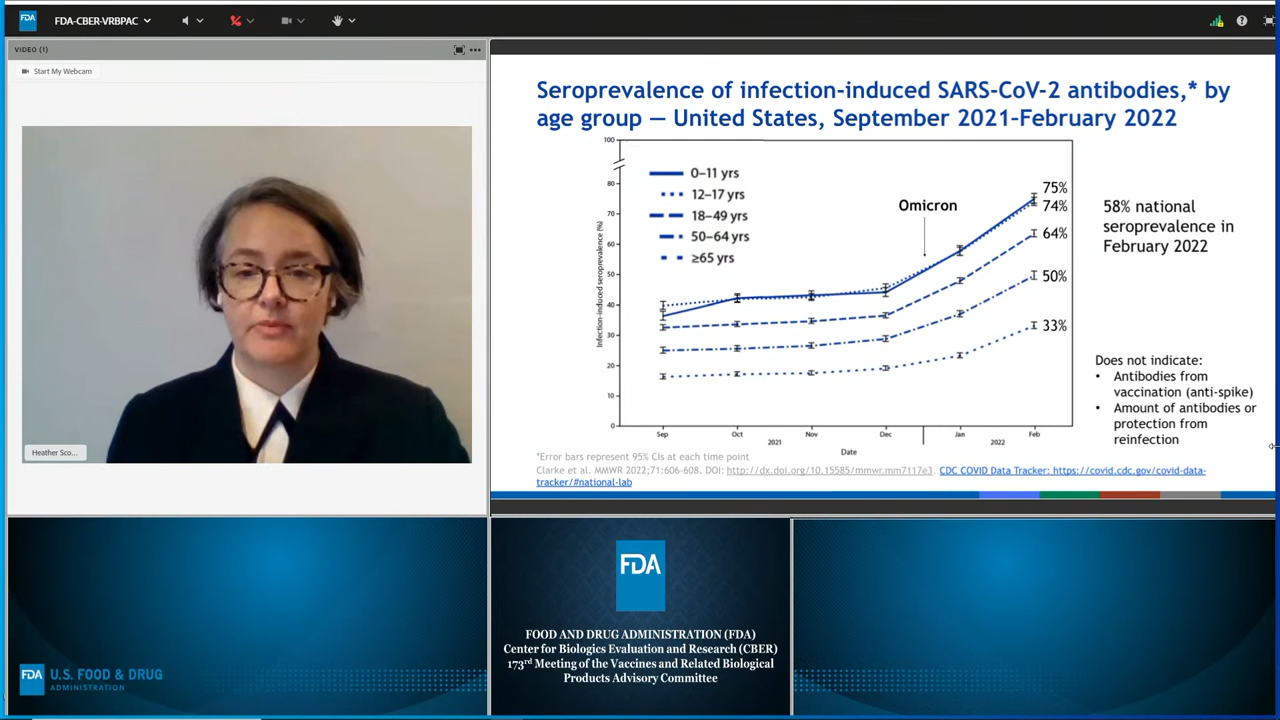 FDA
FDA-CBER-VRBPAC
VIDEO (1)
Start My Webcam
Heather Sco...
Seroprevalence of infection-induced SARS-CoV-2 antibodies,* by
age group — United States, September 2021–February 2022
100
80
70
60
50
40
30
20
10
0
Infection-induced seroprevalence (%)
0–11 yrs
12–17 yrs
18–49 yrs
50–64 yrs
≥65 yrs
Omicron
75%
74%
64%
50%
33%
Sep
Oct
Nov
Dec
Jan
Feb
2021
2022
Date
58% national
seroprevalence in
February 2022
Does not indicate:
• Antibodies from
vaccination (anti-spike)
• Amount of antibodies or
protection from
reinfection
*Error bars represent 95% CIs at each time point
Clarke et al. MMWR 2022;71:606-608. DOI: http://dx.doi.org/10.15585/mmwr.mm7117e3. CDC COVID Data Tracker: https://covid.cdc.gov/covid-data-
tracker/#national-lab
FDA U.S. FOOD & DRUG
ADMINISTRATION
FDA
FOOD AND DRUG ADMINISTRATION (FDA)
Center for Biologics Evaluation and Research (CBER)
173rd Meeting of the Vaccines and Related Biological
Products Advisory Committee